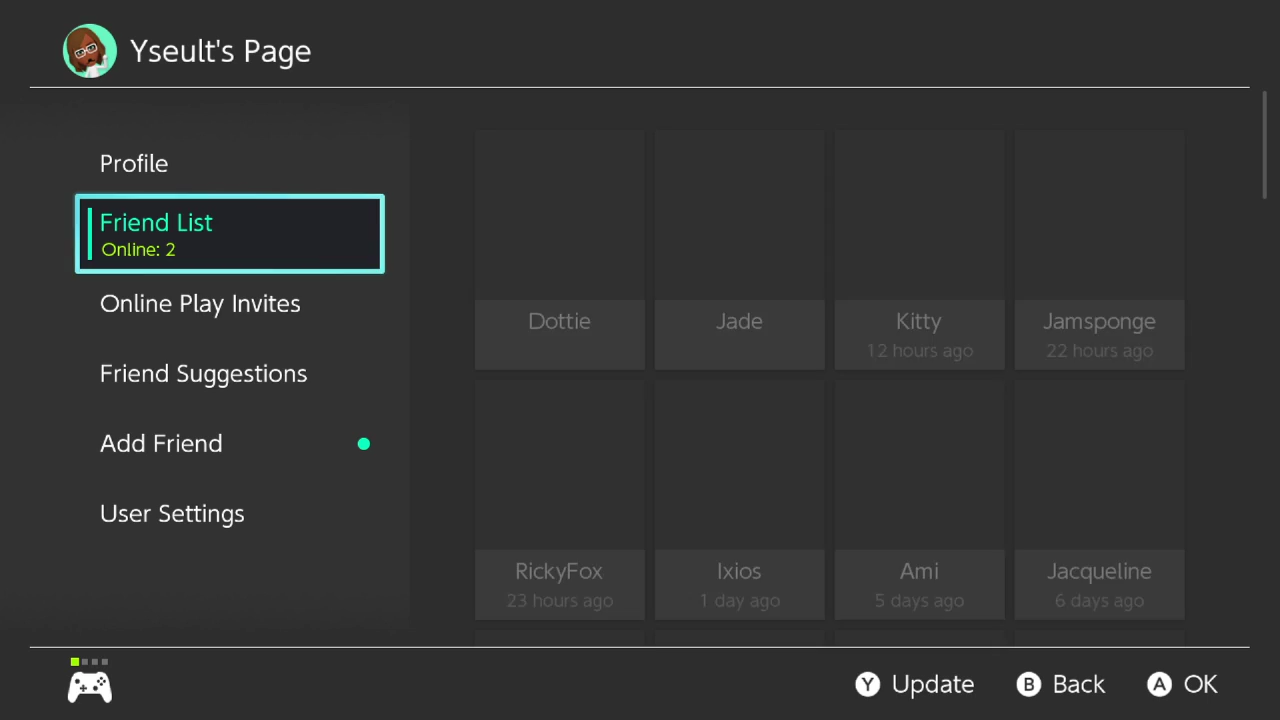 Yseult's Page
Profile
Friend List
Online: 2
Online Play Invites
Friend Suggestions
Add Friend
User Settings
Dottie
Jade
Kitty
12 hours ago
Jamsponge
22 hours ago
RickyFox
23 hours ago
Ixios
1 day ago
Ami
5 days ago
Jacqueline
6 days ago
Y Update
B Back
A OK